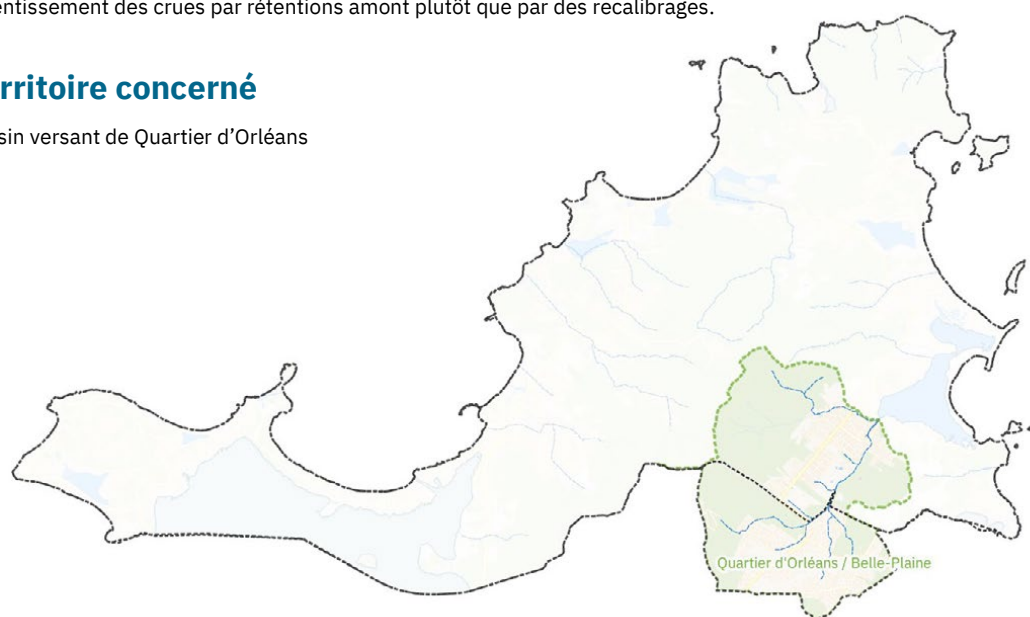 entissement des crues par rétentions amont plutôt que par des recalibrages.
rritoire concerné
sin versant de Quartier d'Orléans
Quartier d'Orléans / Belle-Plaine